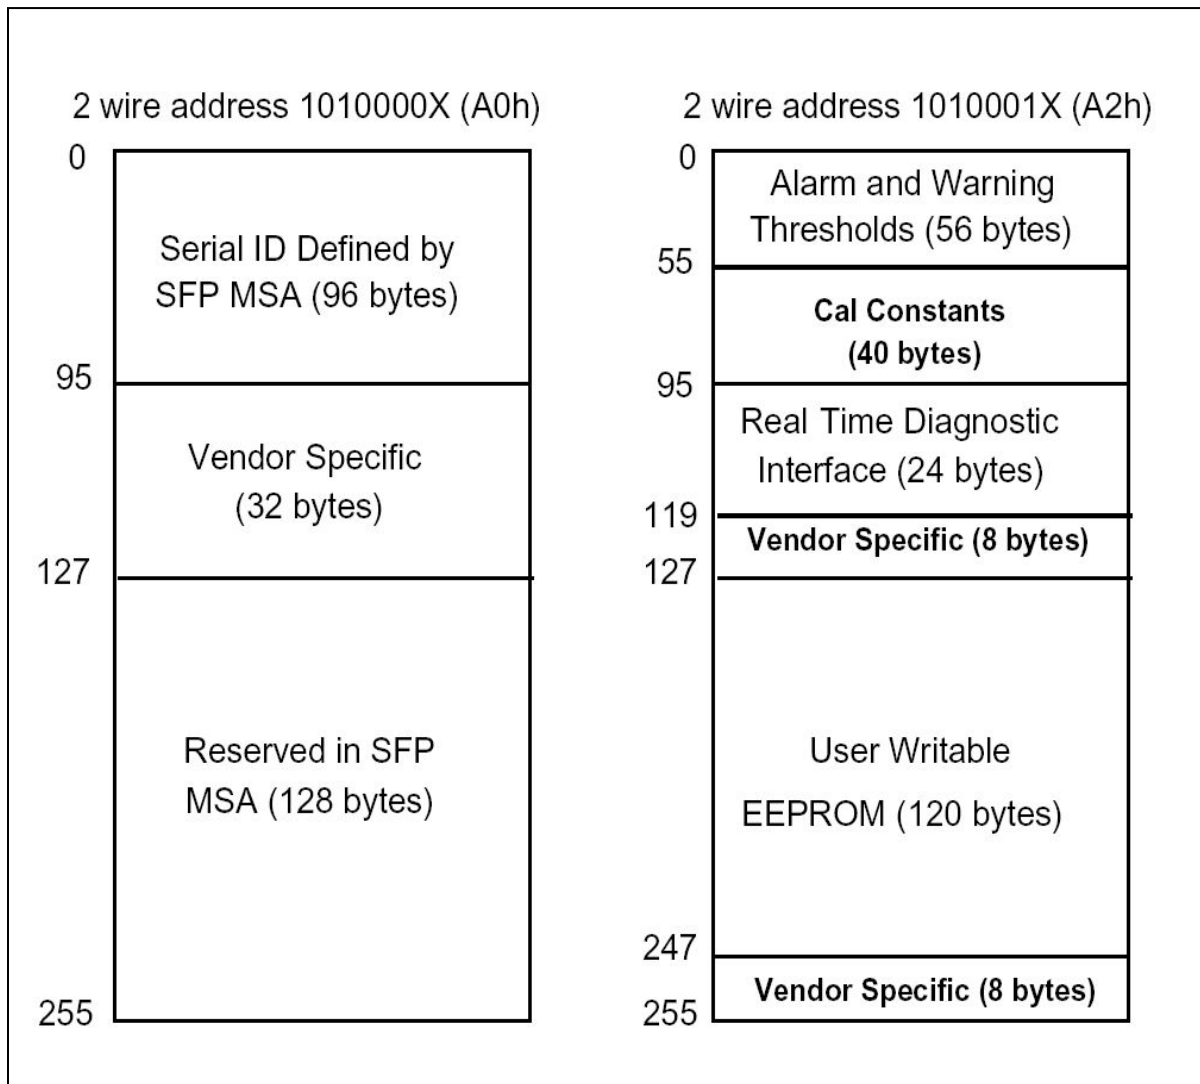 2 wire address 1010000X (A0h)
0
Serial ID Defined by
SFP MSA (96 bytes)
95
Vendor Specific
(32 bytes)
127
Reserved in SFP
MSA (128 bytes)
255
2 wire address 1010001X (A2h)
0
Alarm and Warning
Thresholds (56 bytes)
55
Cal Constants
(40 bytes)
95
Real Time Diagnostic
Interface (24 bytes)
119
Vendor Specific (8 bytes)
127
User Writable
EEPROM (120 bytes)
247
Vendor Specific (8 bytes)
255